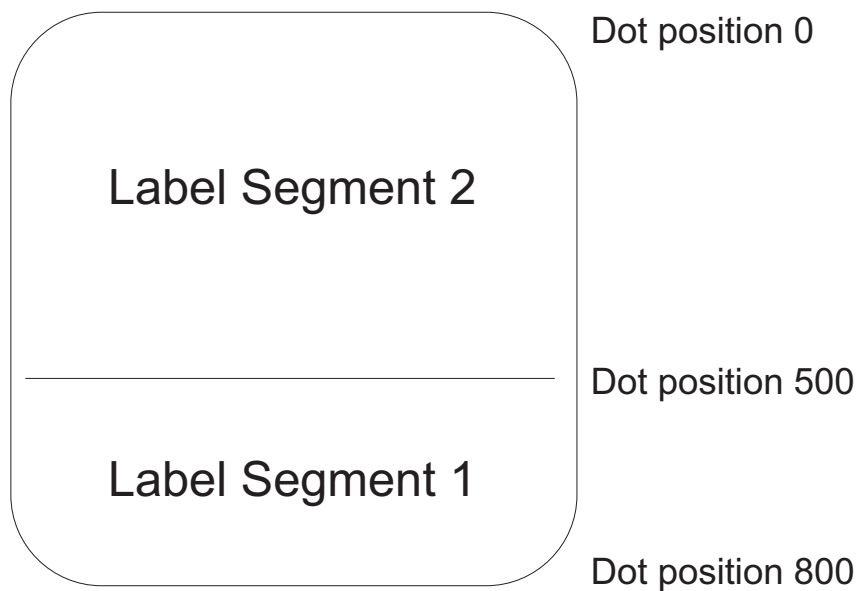 Dot position 0
Label Segment 2
Dot position 500
Label Segment 1
Dot position 800